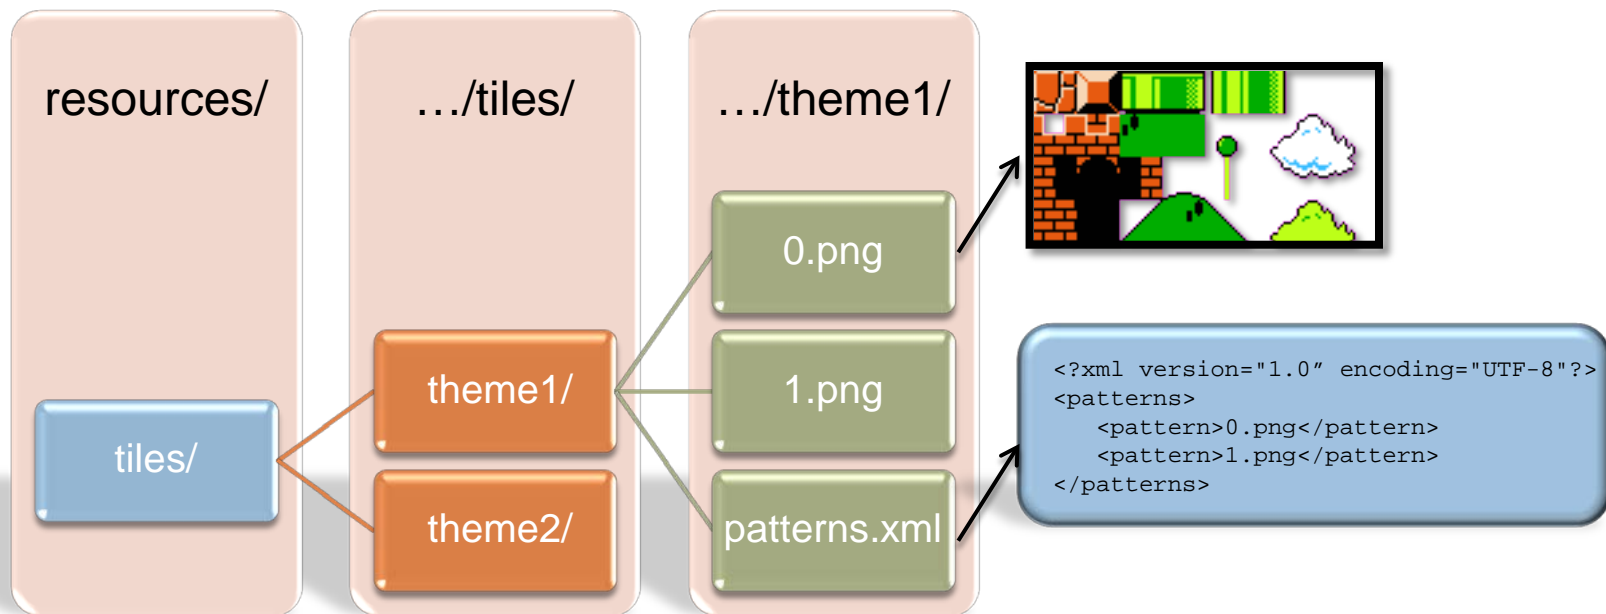 resources/
…/tiles/
…/theme1/
tiles/
theme1/
theme2/
0.png
1.png
patterns.xml
<?xml version="1.0” encoding="UTF-8"?>
<patterns>
<pattern>0.png</pattern>
<pattern>1.png</pattern>
</patterns>